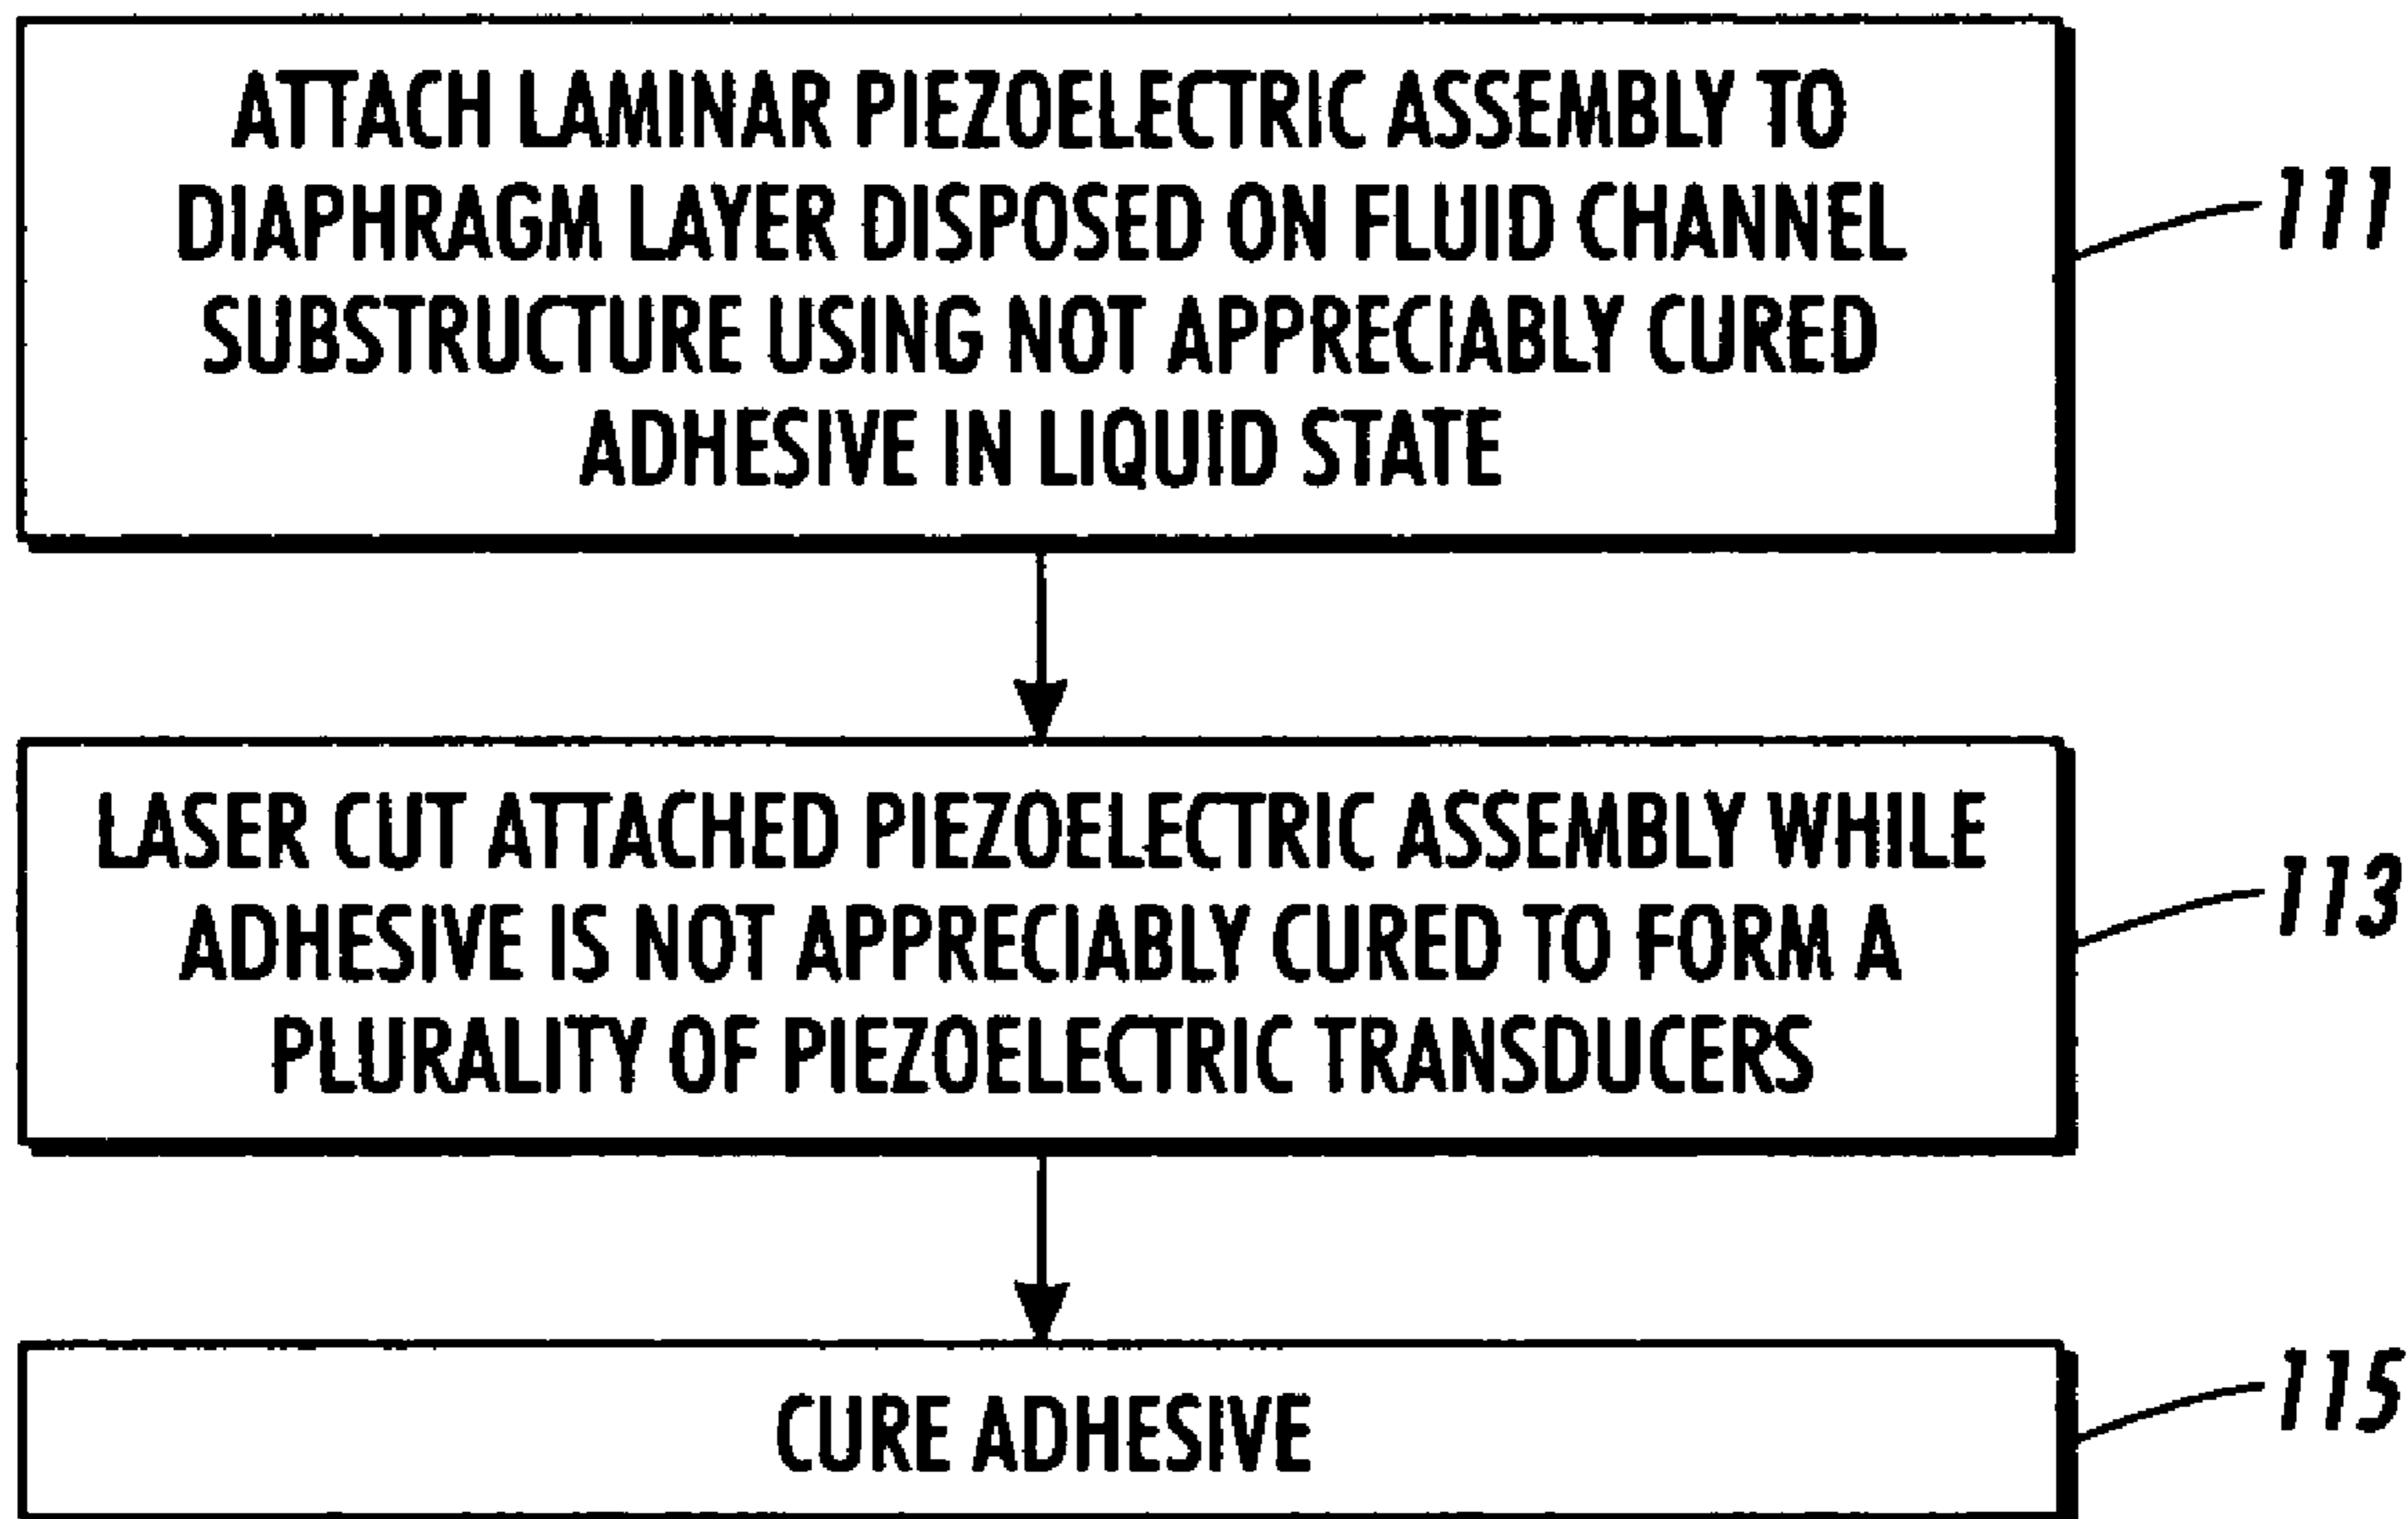 ATTACH LAMINAR PIEZOELECTRIC ASSEMBLY TO
DIAPHRAGM LAYER DISPOSED ON FLUID CHANNEL
SUBSTRUCTURE USING NOT APPRECIABLY CURED
ADHESIVE IN LIQUID STATE
111
LASER CUT ATTACHED PIEZOELECTRIC ASSEMBLY WHILE
ADHESIVE IS NOT APPRECIABLY CURED TO FORM A
PLURALITY OF PIEZOELECTRIC TRANSDUCERS
113
CURE ADHESIVE
115